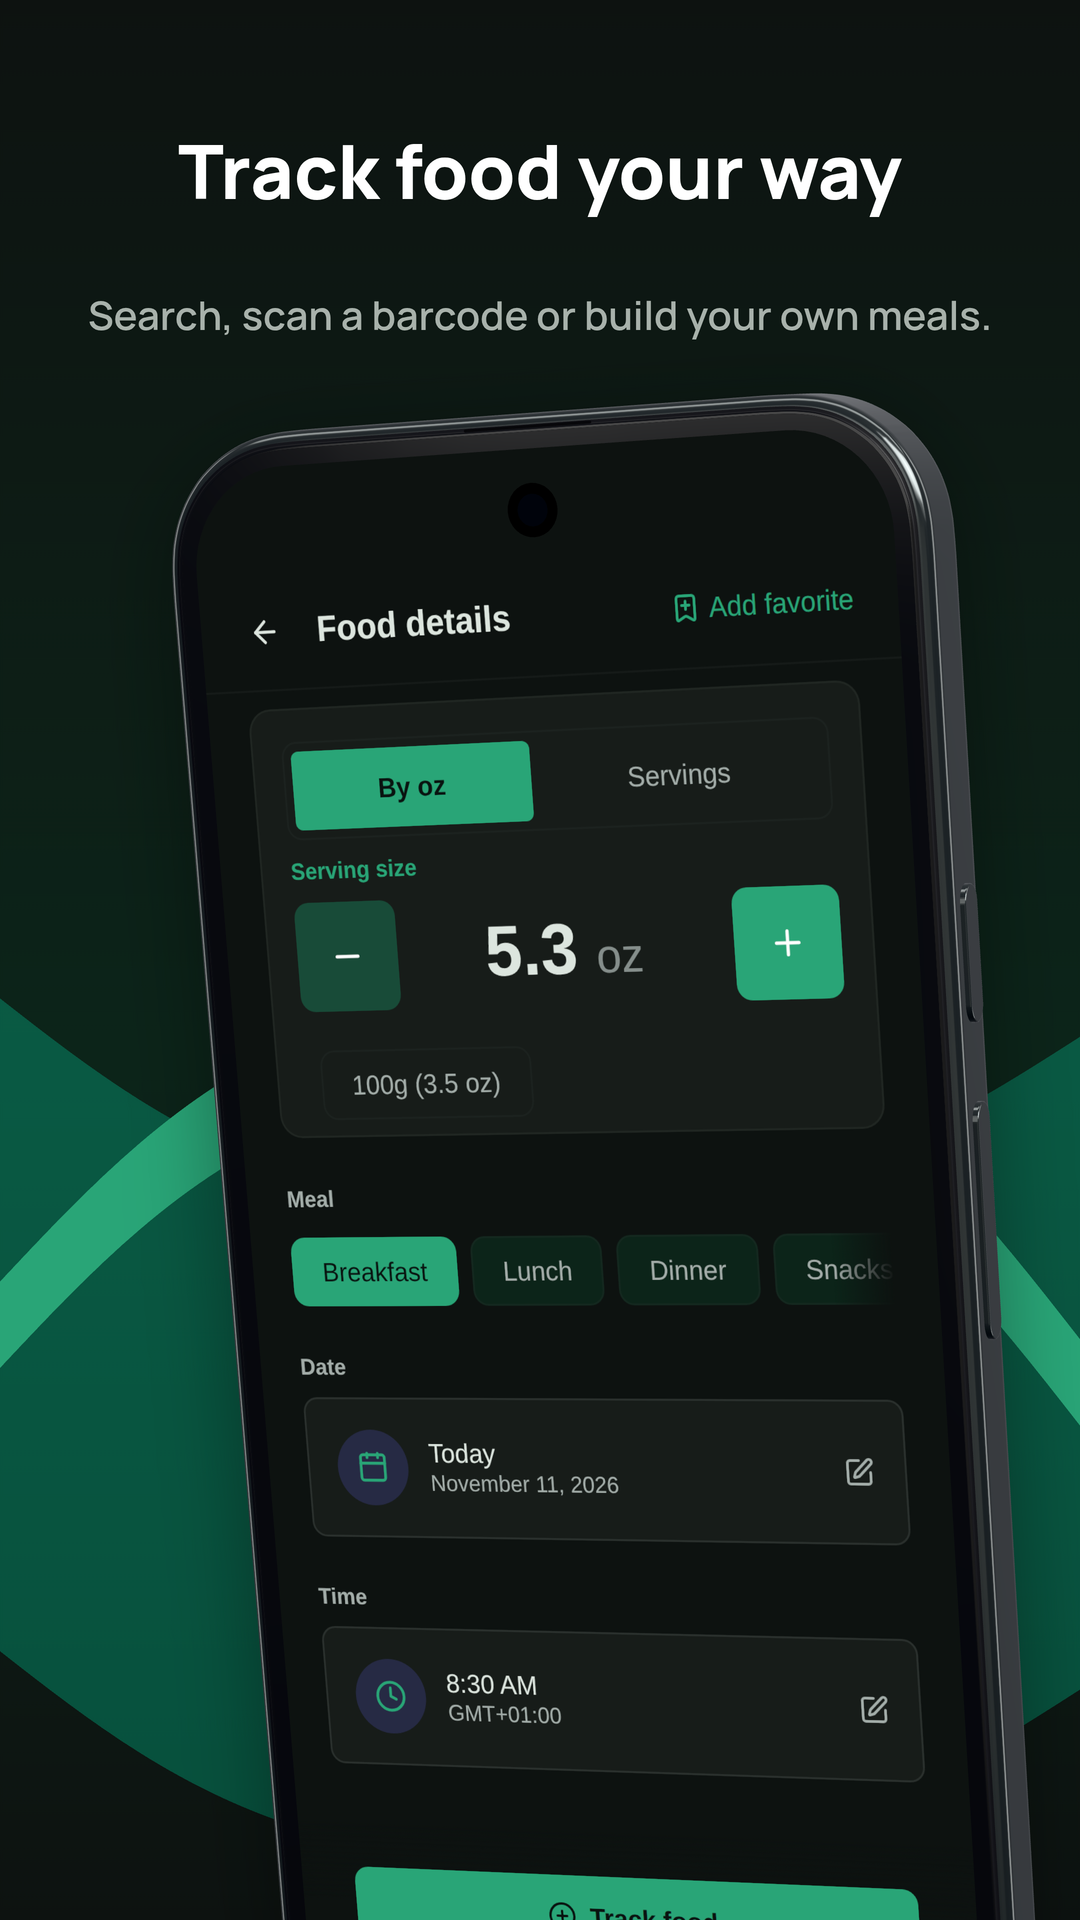 Track food your way
Search, scan a barcode or build your own meals.
Food details
Add favorite
By oz
Servings
Serving size
5.3 oz
100g (3.5 oz)
Meal
Breakfast
Lunch
Dinner
Snacks
Date
Today
November 11, 2026
Time
8:30 AM
GMT+01:00
Track food